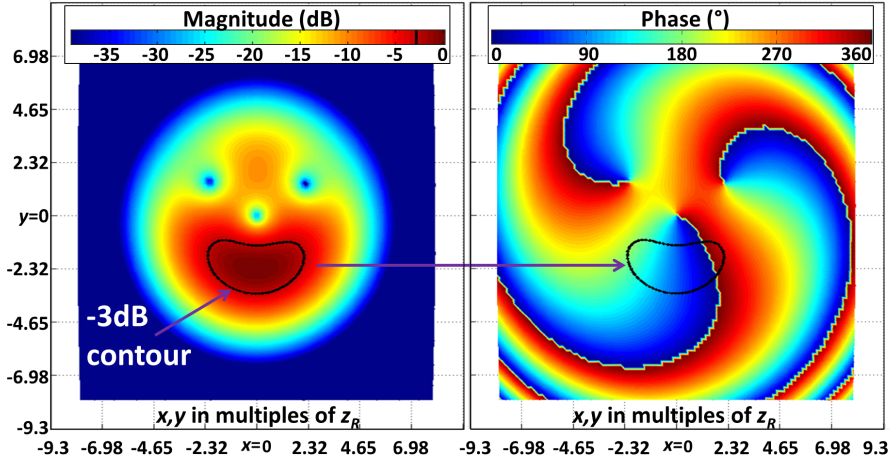 Magnitude (dB)
-35 -30 -25 -20 -15 -10 -5 0
6.98
4.65
2.32
y=0
-2.32
-4.65
-6.98
-9.3
-3dB
contour
x,y in multiples of zR
-9.3 -6.98 -4.65 -2.32 x=0 2.32 4.65 6.98
Phase (°)
0 90 180 270 360
x,y in multiples of zR
-9.3 -6.98 -4.65 -2.32 x=0 2.32 4.65 6.98 9.3